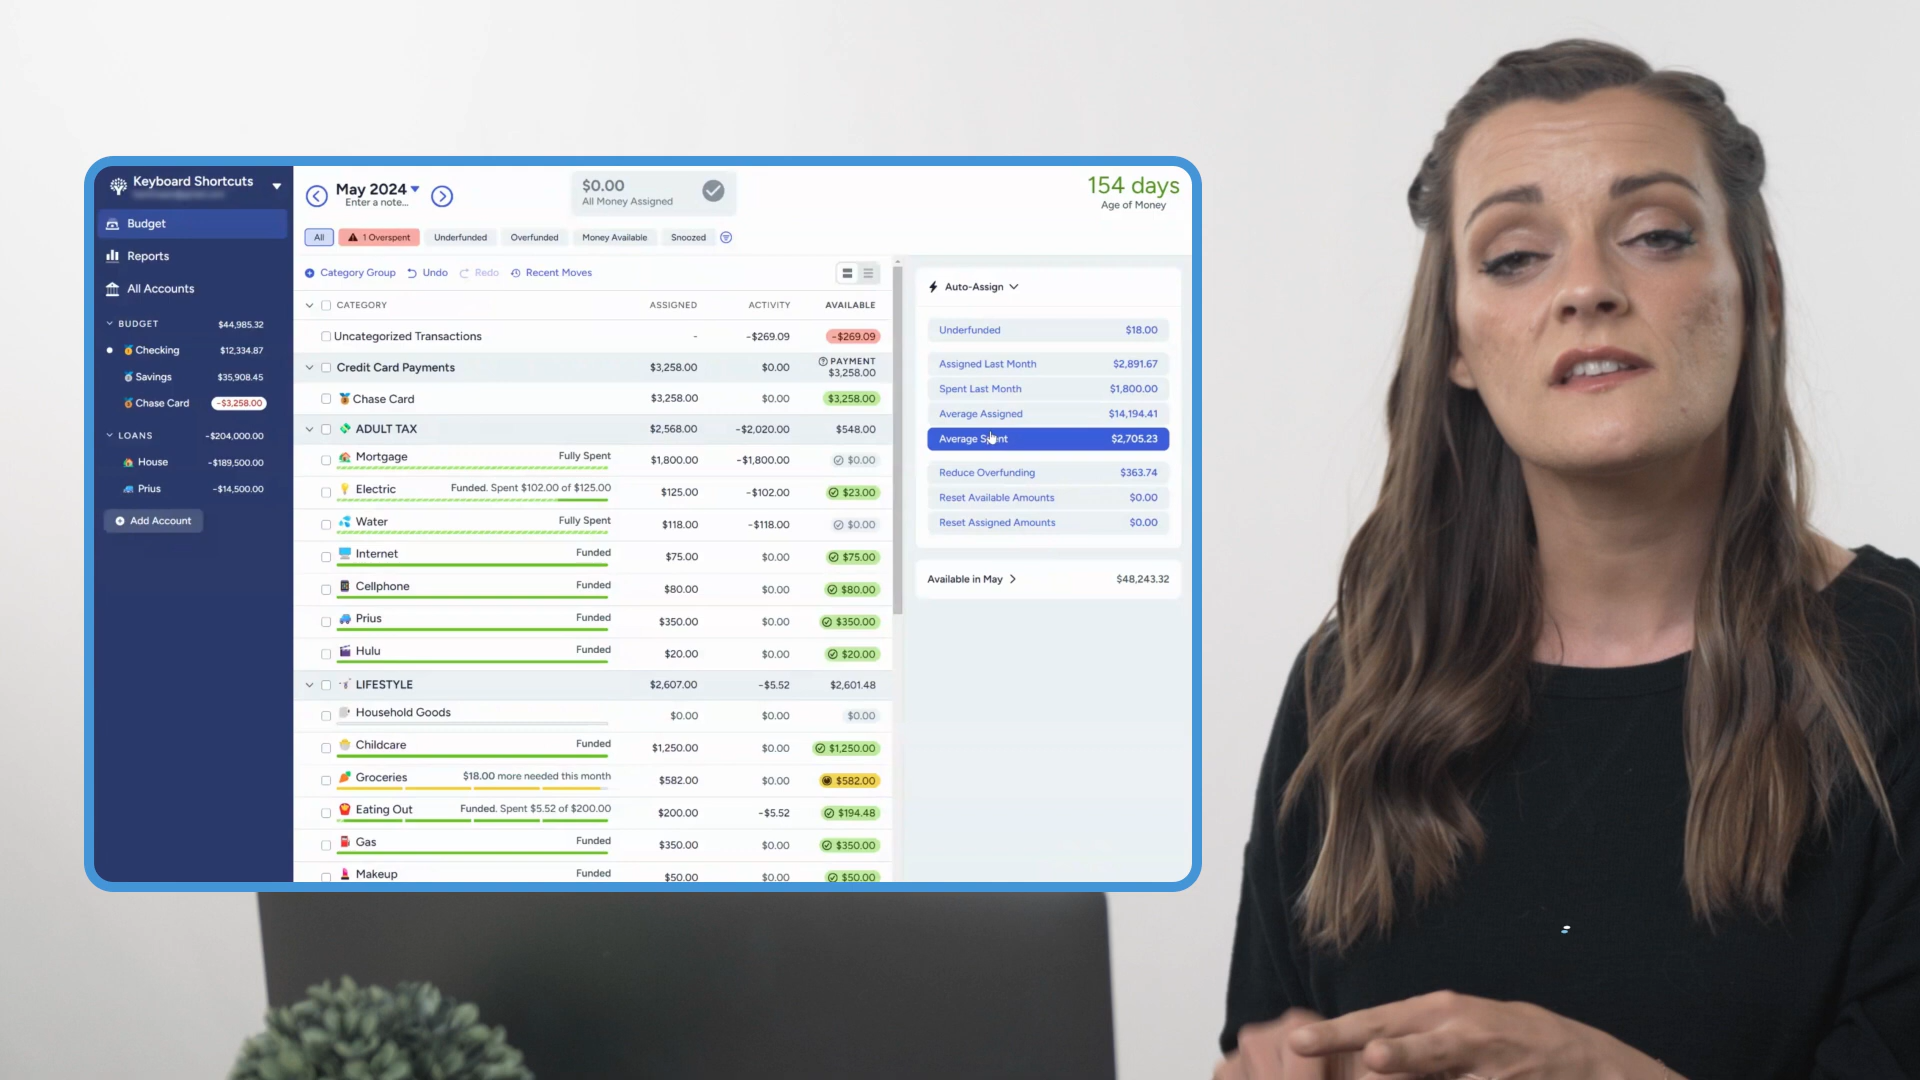 Keyboard Shortcuts
Budget
Reports
All Accounts
BUDGET $44,985.32
Checking $12,334.87
Savings $35,908.45
Chase Card -$3,258.00
LOANS -$204,000.00
House -$189,500.00
Prius -$14,500.00
Add Account
May 2024
Enter a note...
$0.00
All Money Assigned
154 days
Age of Money
All 1 Overspent Underfunded Overfunded Money Available Snoozed
Category Group Undo Redo Recent Moves
CATEGORY ASSIGNED ACTIVITY AVAILABLE
Uncategorized Transactions - -$269.09 -$269.09
Credit Card Payments $3,258.00 $0.00 PAYMENT $3,258.00
Chase Card $3,258.00 $0.00 $3,258.00
ADULT TAX $2,568.00 -$2,020.00 $548.00
Mortgage Fully Spent $1,800.00 -$1,800.00 $0.00
Electric Funded. Spent $102.00 of $125.00 $125.00 -$102.00 $23.00
Water Fully Spent $118.00 -$118.00 $0.00
Internet Funded $75.00 $0.00 $75.00
Cellphone Funded $80.00 $0.00 $80.00
Prius Funded $350.00 $0.00 $350.00
Hulu Funded $20.00 $0.00 $20.00
LIFESTYLE $2,607.00 -$5.52 $2,601.48
Household Goods $0.00 $0.00 $0.00
Childcare Funded $1,250.00 $0.00 $1,250.00
Groceries $18.00 more needed this month $582.00 $0.00 $582.00
Eating Out Funded. Spent $5.52 of $200.00 $200.00 -$5.52 $194.48
Gas Funded $350.00 $0.00 $350.00
Makeup Funded $50.00 $0.00 $50.00
Auto-Assign
Underfunded $18.00
Assigned Last Month $2,891.67
Spent Last Month $1,800.00
Average Assigned $14,194.41
Average Spent $2,705.23
Reduce Overfunding $363.74
Reset Available Amounts $0.00
Reset Assigned Amounts $0.00
Available in May $48,243.32